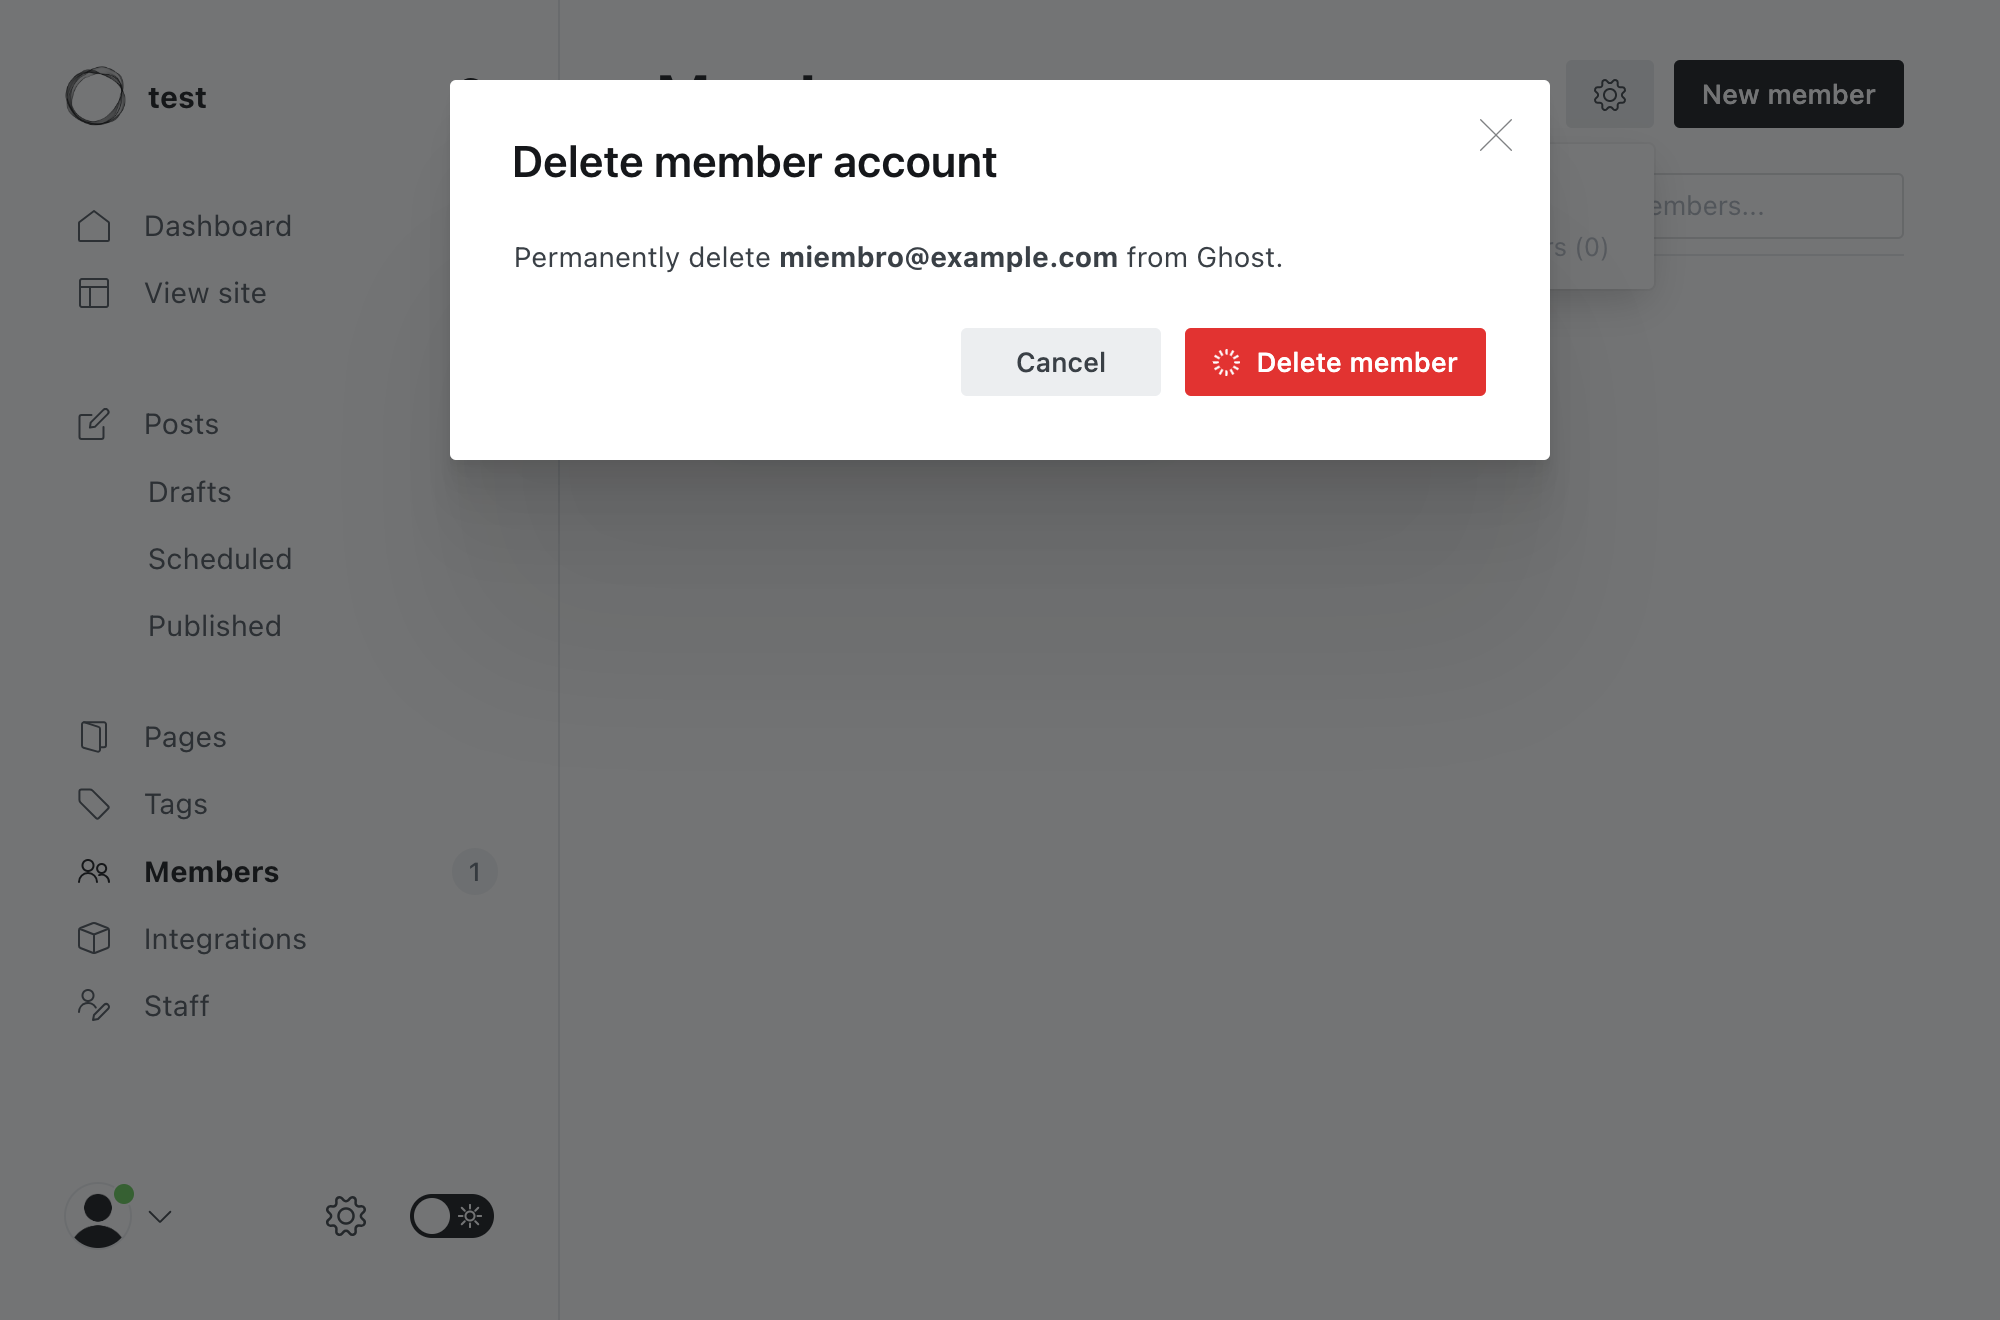 test
New member
Delete member account
Permanently delete miembro@example.com from Ghost.
Cancel
Delete member
(0)
Dashboard
View site
Posts
Drafts
Scheduled
Published
Pages
Tags
Members 1
Integrations
Staff